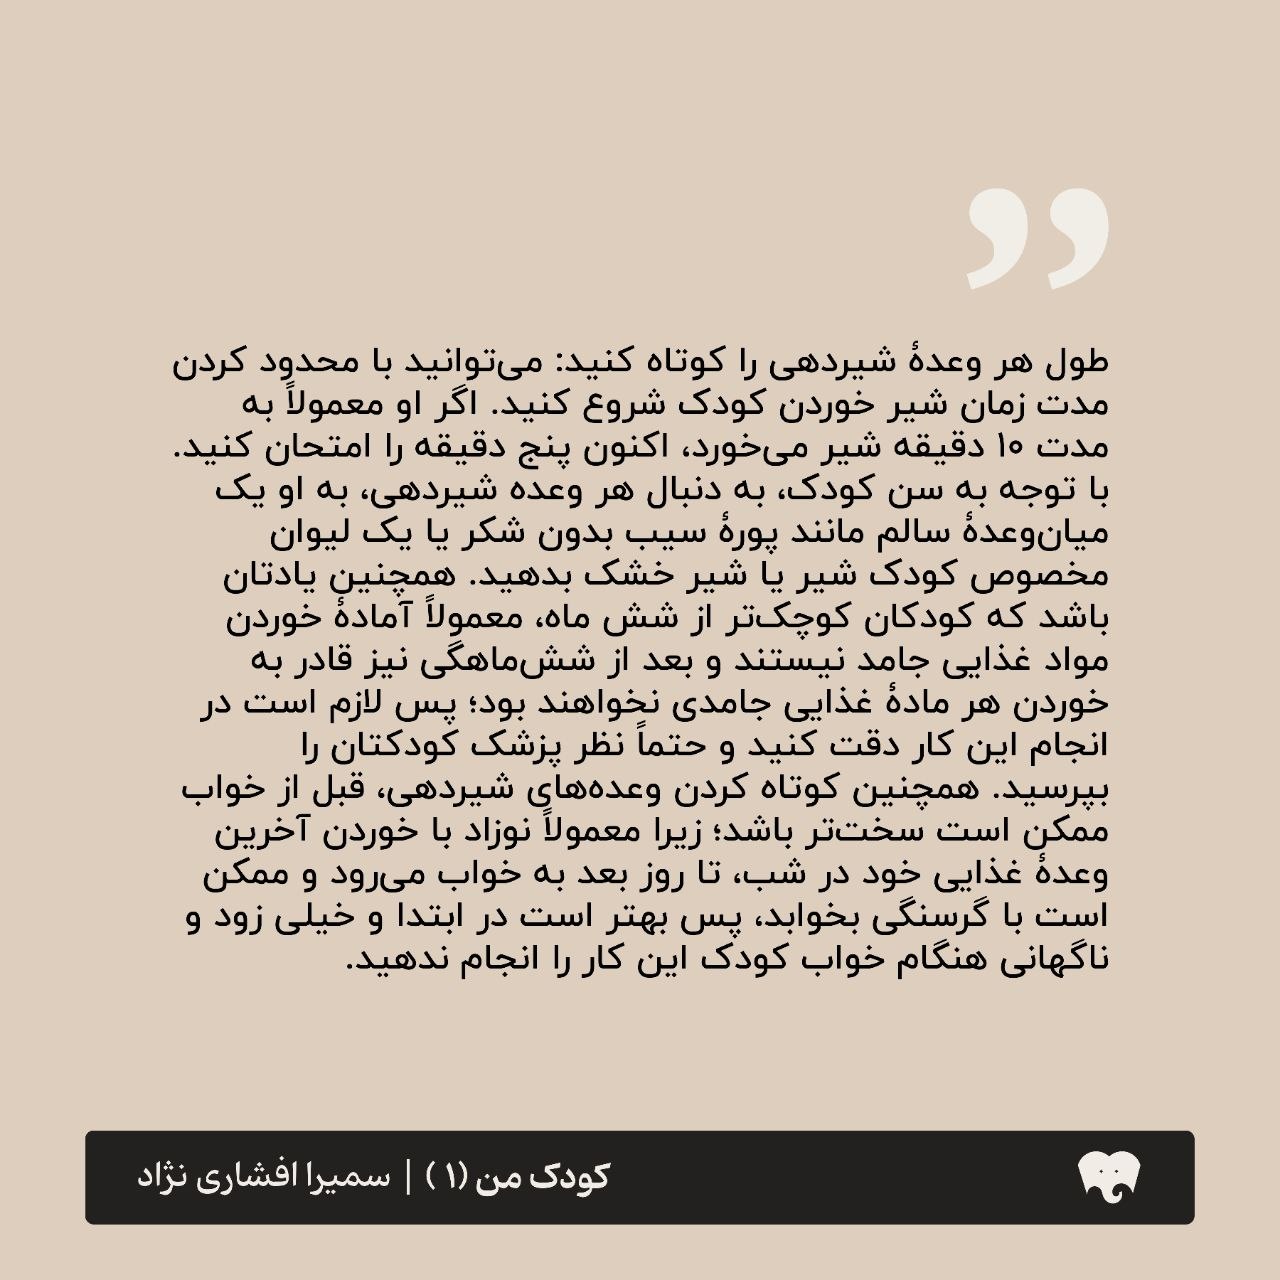 طول هر وعدهٔ شیردهی را کوتاه کنید: می‌توانید با محدود کردن
مدت زمان شیر خوردن کودک شروع کنید. اگر او معمولاً به
مدت ۱۰ دقیقه شیر می‌خورد، اکنون پنج دقیقه را امتحان کنید.
با توجه به سن کودک، به دنبال هر وعده شیردهی، به او یک
میان‌وعدهٔ سالم مانند پورهٔ سیب بدون شکر یا یک لیوان
مخصوص کودک شیر یا شیر خشک بدهید. همچنین یادتان
باشد که کودکان کوچک‌تر از شش ماه، معمولاً آمادهٔ خوردن
مواد غذایی جامد نیستند و بعد از شش‌ماهگی نیز قادر به
خوردن هر مادهٔ غذایی جامدی نخواهند بود؛ پس لازم است در
انجام این کار دقت کنید و حتماً نظر پزشک کودکتان را
بپرسید. همچنین کوتاه کردن وعده‌های شیردهی، قبل از خواب
ممکن است سخت‌تر باشد؛ زیرا معمولاً نوزاد با خوردن آخرین
وعدهٔ غذایی خود در شب، تا روز بعد به خواب می‌رود و ممکن
است با گرسنگی بخوابد، پس بهتر است در ابتدا و خیلی زود و
ناگهانی هنگام خواب کودک این کار را انجام ندهید.
کودک من (۱ ) | سمیرا افشاری نژاد